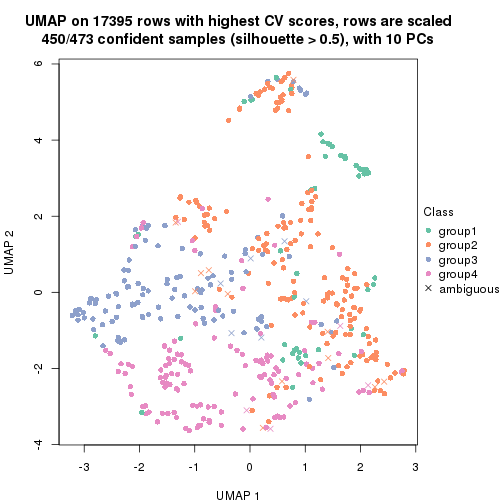 UMAP on 17395 rows with highest CV scores, rows are scaled
450/473 confident samples (silhouette > 0.5), with 10 PCs
6
4
2
0
-2
-4
UMAP 2
-3
-2
-1
0
1
2
3
UMAP 1
Class
group1
group2
group3
group4
ambiguous